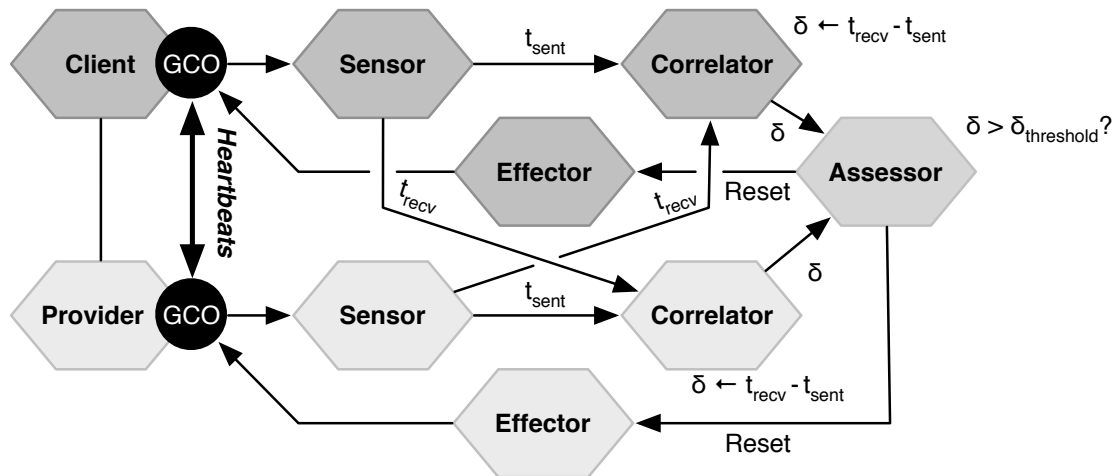 Client
GCO
Sensor
t_sent
Correlator
δ ← t_recv - t_sent
δ
δ > δ_threshold?
Heartbeats
Effector
Reset
Assessor
t_recv
t_recv
δ
Provider
GCO
Sensor
t_sent
Correlator
δ ← t_recv - t_sent
Effector
Reset